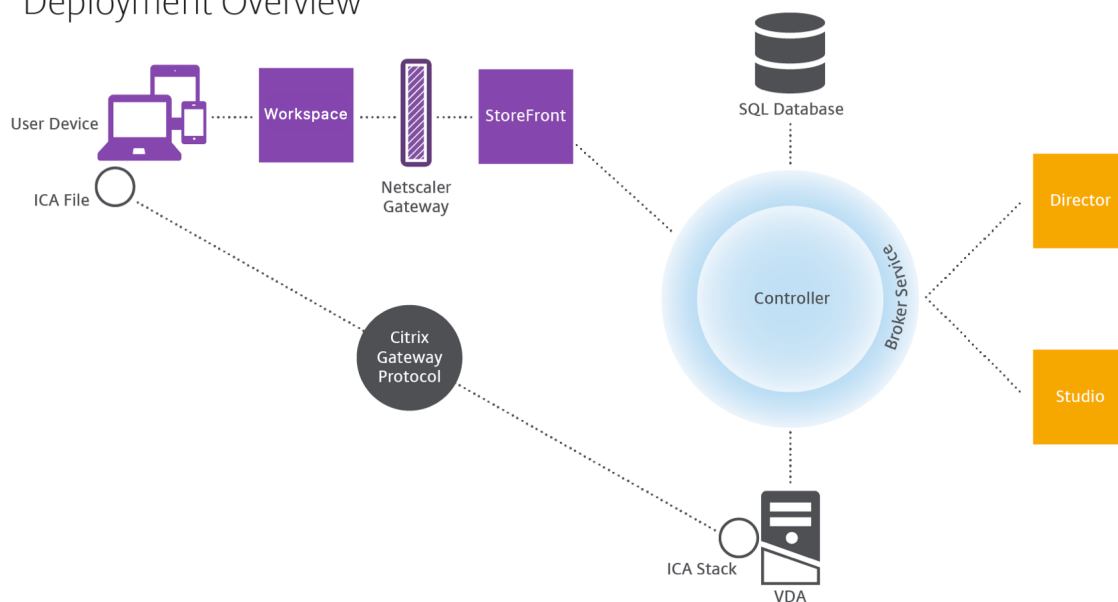 Deployment Overview
User Device
Workspace
StoreFront
SQL Database
ICA File
Netscaler
Gateway
Director
Controller
Broker Service
Citrix
Gateway
Protocol
Studio
ICA Stack
VDA